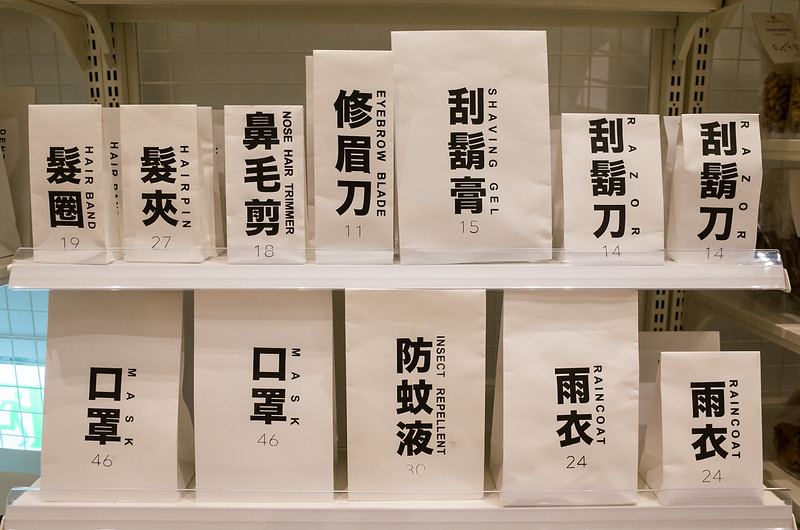 髮圈
HAIR BAND
19
HAIR BAN
髮夾
HAIRPIN
27
鼻毛剪
NOSE HAIR TRIMMER
18
修眉刀
EYEBROW BLADE
11
刮鬍膏
SHAVING GEL
15
刮鬍刀
RAZOR
14
刮鬍刀
RAZOR
14
口罩
MASK
46
口罩
MASK
46
防蚊液
INSECT REPELLENT
30
雨衣
RAINCOAT
24
雨衣
RAINCOAT
24